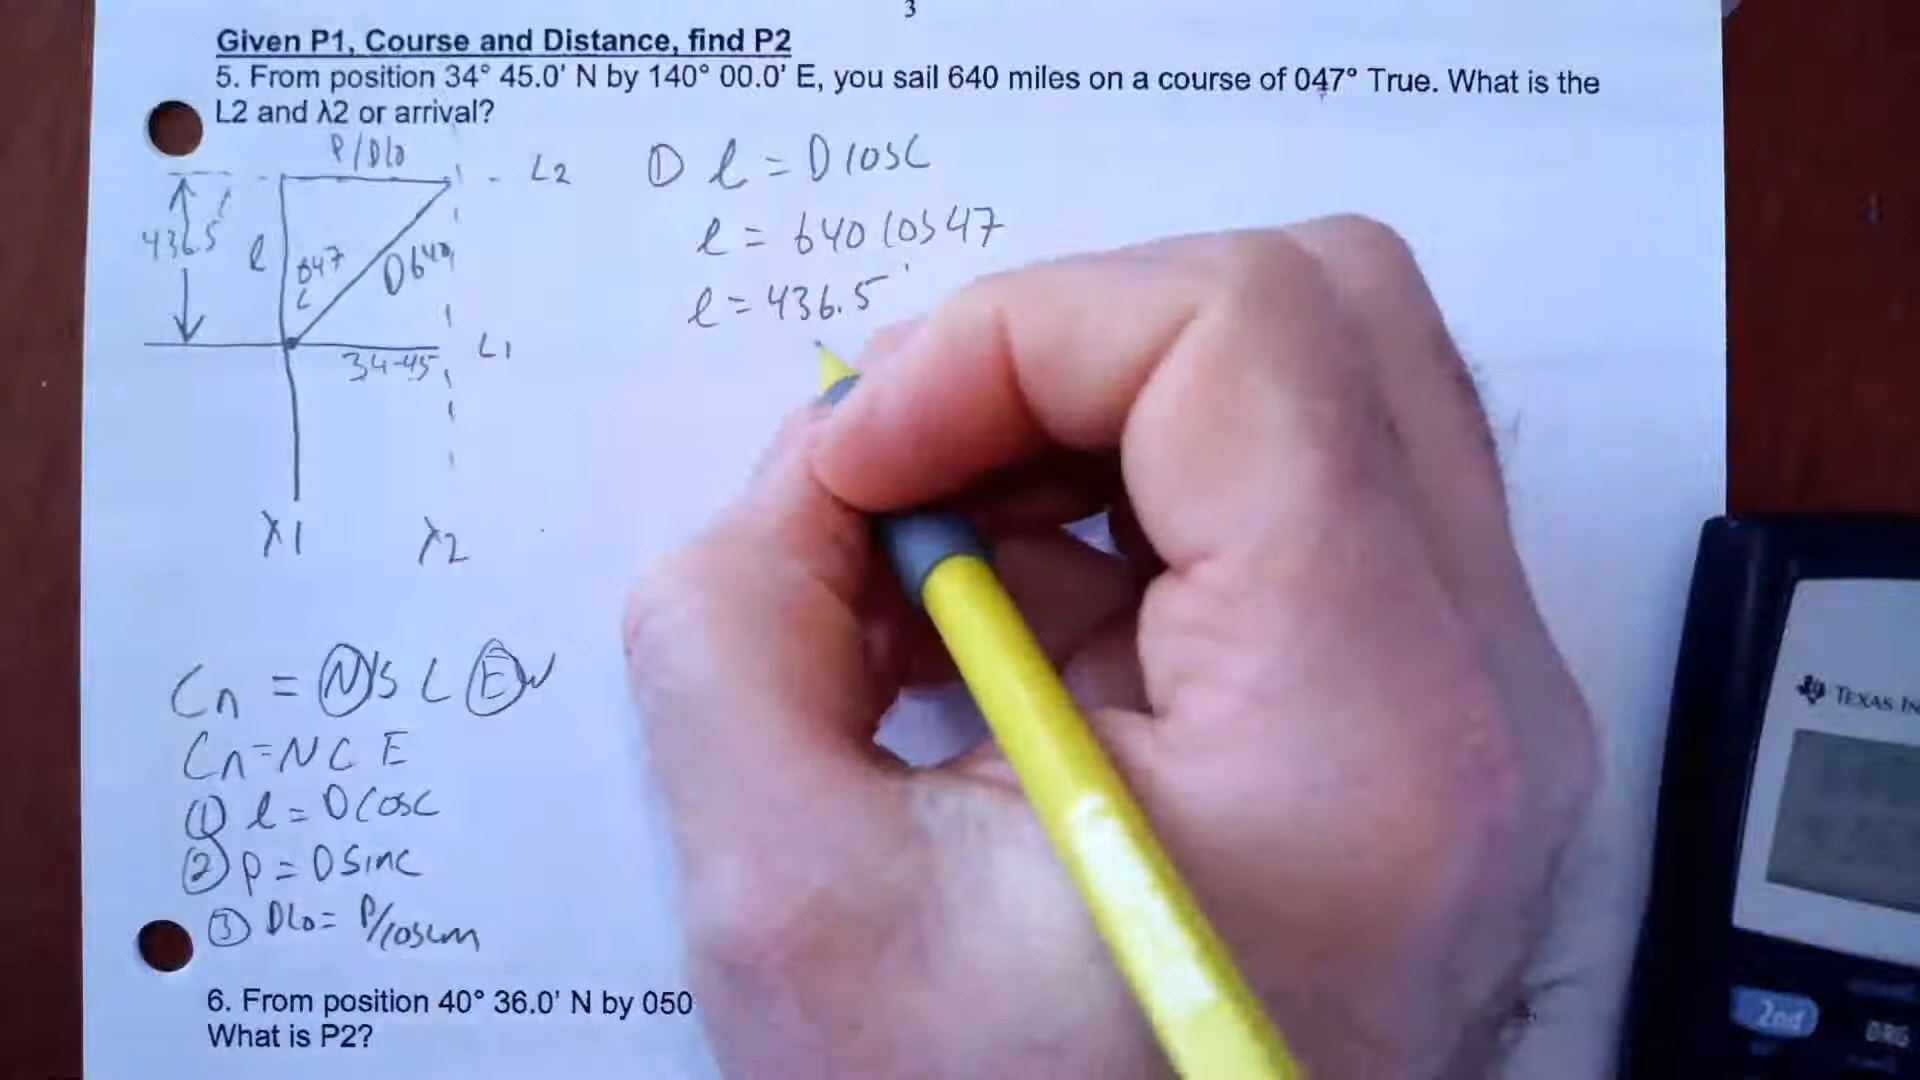 3
Given P1, Course and Distance, find P2
5. From position 34° 45.0' N by 140° 00.0' E, you sail 640 miles on a course of 047° True. What is the
L2 and λ2 or arrival?
P/Dlo
L2
① l = D cos C
436.5'
l
047
C
D 640
l = 640 cos 47
l = 436.5'
34-45
L1
λ1
λ2
Cn = N/S C E/W
Cn = N C E
① l = D cos C
② p = D sin C
③ Dlo = P/cos Lm
6. From position 40° 36.0' N by 050
What is P2?
TEXAS IN
2nd
DRG